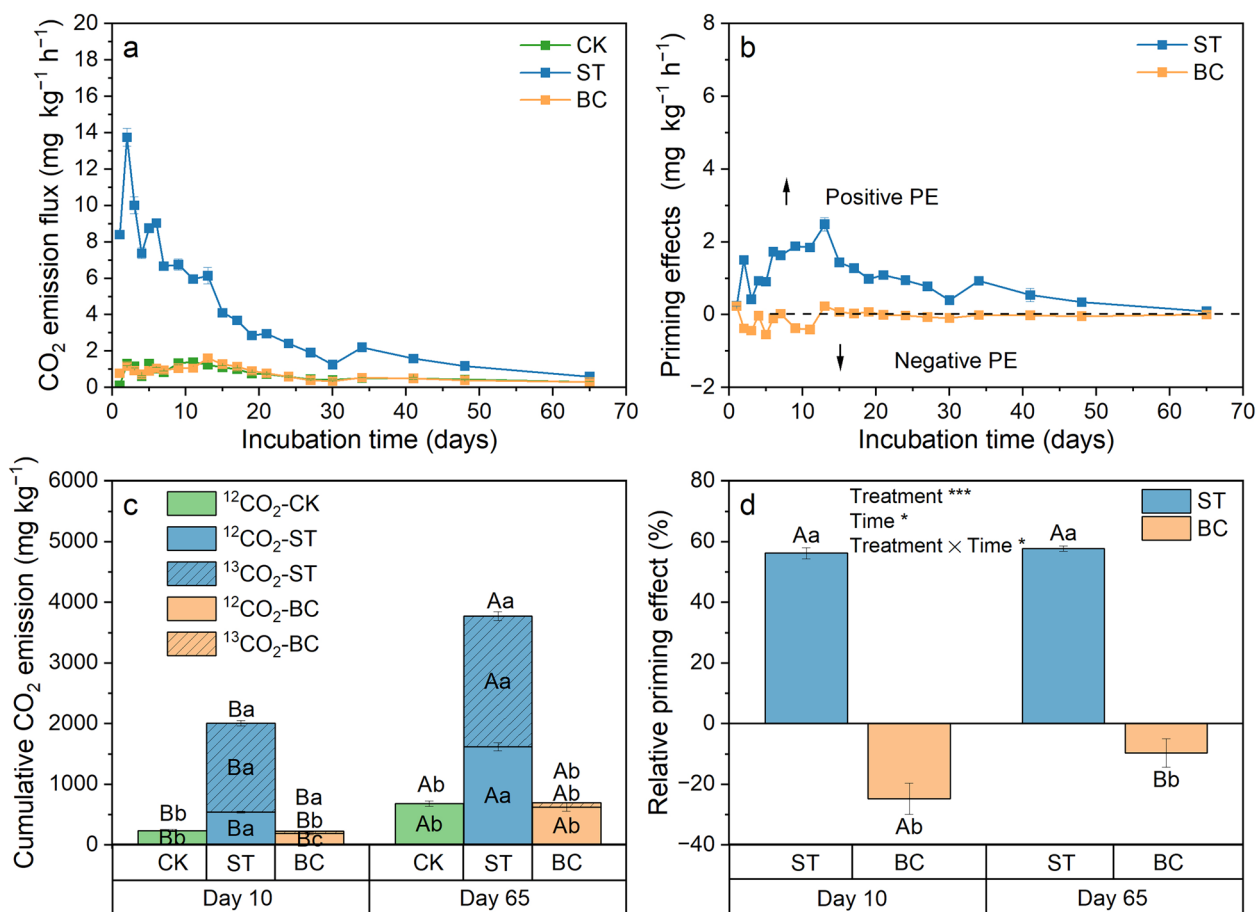 a
CK
ST
BC
20
18
16
14
12
10
8
6
4
2
0
CO₂ emission flux (mg kg⁻¹ h⁻¹)
0 10 20 30 40 50 60 70
Incubation time (days)
b
ST
BC
8
6
4
2
0
−2
Priming effects (mg kg⁻¹ h⁻¹)
Positive PE
Negative PE
0 10 20 30 40 50 60 70
Incubation time (days)
c
¹²CO₂-CK
¹²CO₂-ST
¹³CO₂-ST
¹²CO₂-BC
¹³CO₂-BC
6000
5000
4000
3000
2000
1000
0
Cumulative CO₂ emission (mg kg⁻¹)
Bb
Bb
Ba
Ba
Ba
Ba
Bb
Bc
Ab
Ab
Aa
Aa
Aa
Ab
Ab
Ab
CK ST BC CK ST BC
Day 10 Day 65
d
Treatment ***
Time *
Treatment × Time *
ST
BC
80
60
40
20
0
−20
−40
Relative priming effect (%)
Aa
Ab
Aa
Bb
ST BC ST BC
Day 10 Day 65